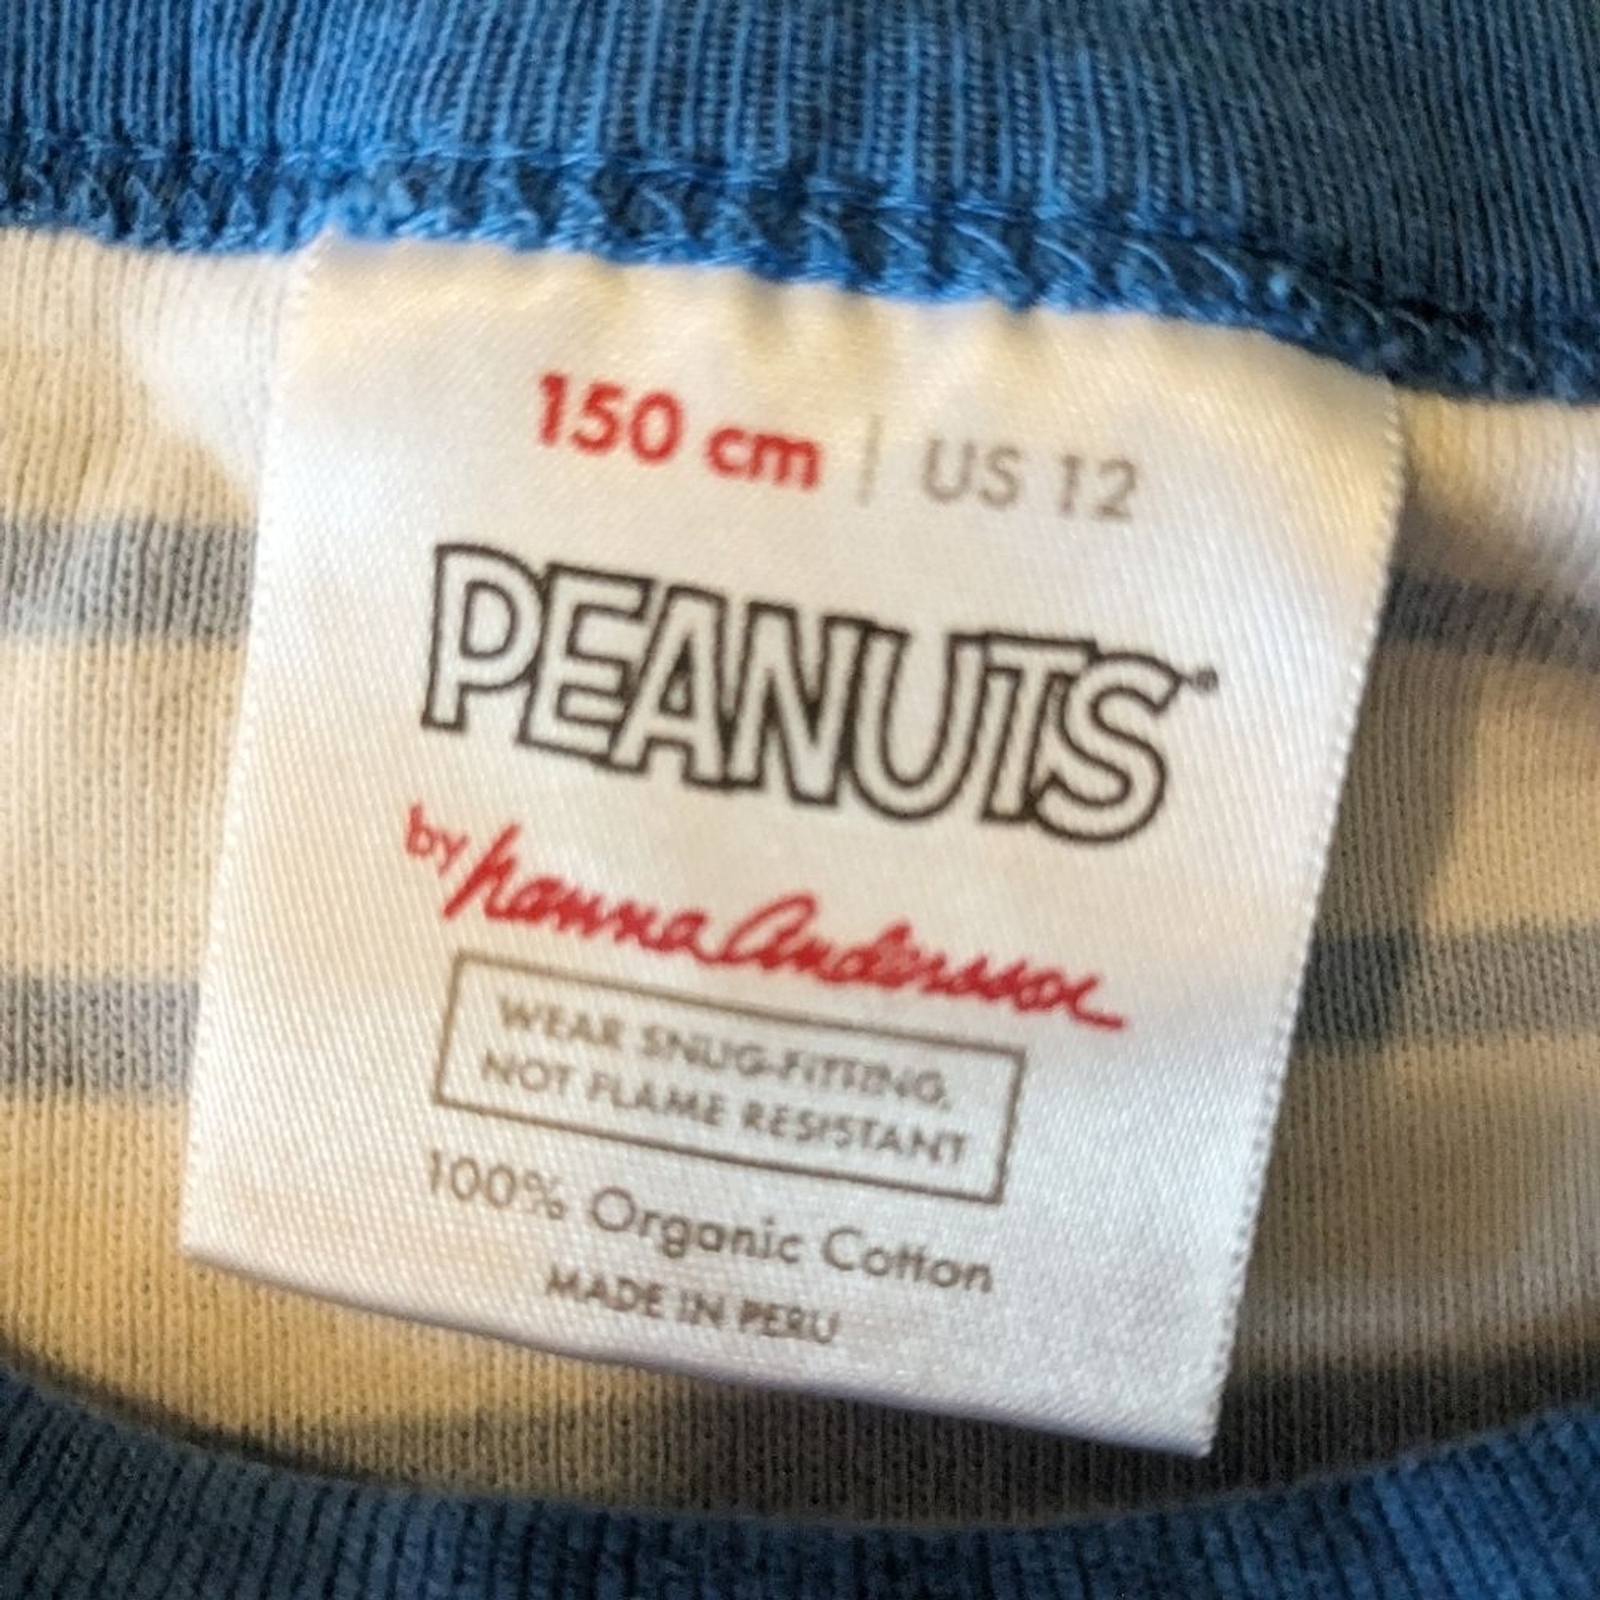 150 cm | US 12
PEANUTS
by hanna andersson
WEAR SNUG-FITTING,
NOT FLAME RESISTANT
100% Organic Cotton
MADE IN PERU